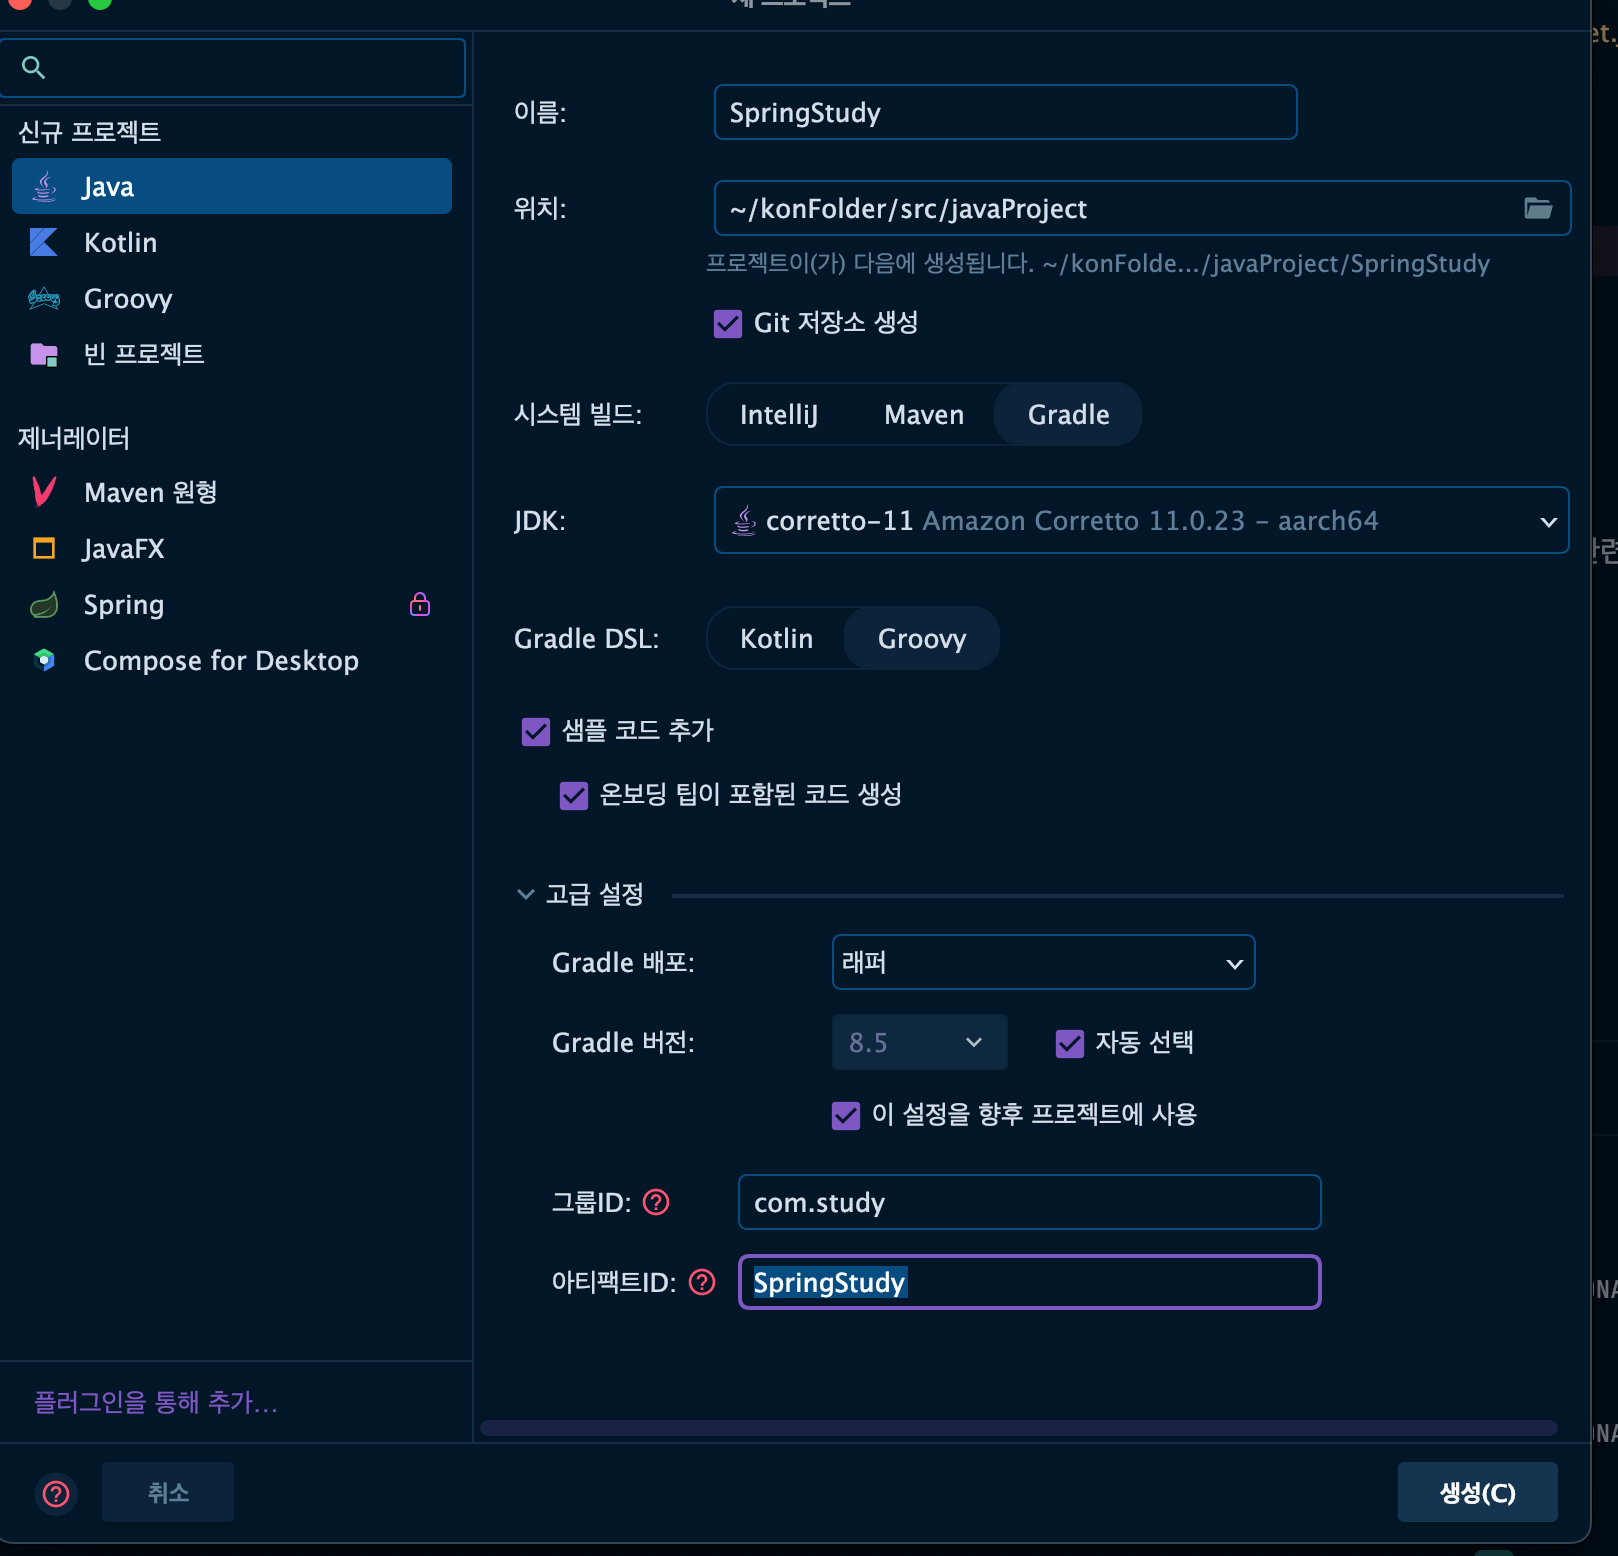 새 프로젝트
신규 프로젝트
Java
Kotlin
Groovy
빈 프로젝트
제너레이터
Maven 원형
JavaFX
Spring
Compose for Desktop
플러그인을 통해 추가...
이름: SpringStudy
위치: ~/konFolder/src/javaProject
프로젝트이(가) 다음에 생성됩니다. ~/konFolde.../javaProject/SpringStudy
Git 저장소 생성
시스템 빌드: IntelliJ Maven Gradle
JDK: corretto-11 Amazon Corretto 11.0.23 - aarch64
Gradle DSL: Kotlin Groovy
샘플 코드 추가
온보딩 팁이 포함된 코드 생성
고급 설정
Gradle 배포: 래퍼
Gradle 버전: 8.5 자동 선택
이 설정을 향후 프로젝트에 사용
그룹ID: com.study
아티팩트ID: SpringStudy
취소
생성(C)